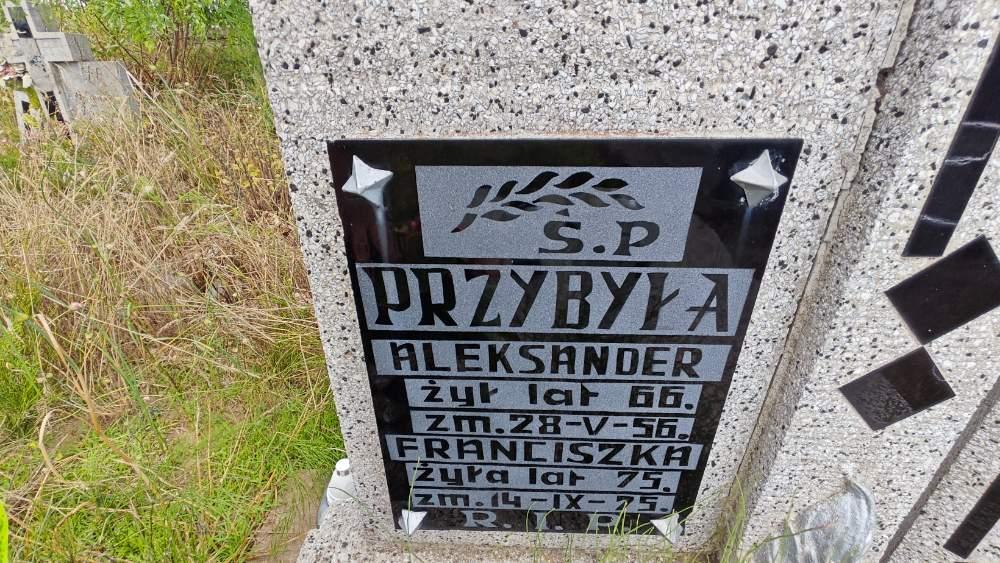 Ś.P
PRZYBYŁA
ALEKSANDER
żył lat 66.
zm. 28-V-56.
FRANCISZKA
żyła lat 75.
zm. 14-IX-75.
R. I. P.